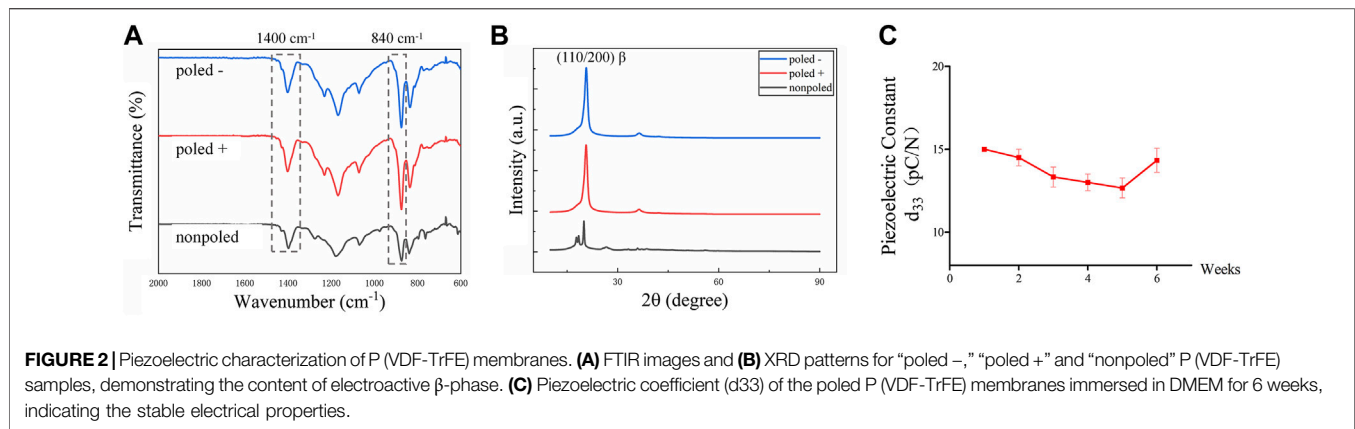 A
1400 cm⁻¹ 840 cm⁻¹
poled -
poled +
nonpoled
Transmittance (%)
2000 1800 1600 1400 1200 1000 800 600
Wavenumber (cm⁻¹)
B
(110/200) β
poled -
poled +
nonpoled
Intensity (a.u.)
30 60 90
2θ (degree)
C
Piezoelectric Constant
d₃₃ (pC/N)
20
15
10
0 2 4 6
Weeks
FIGURE 2 | Piezoelectric characterization of P (VDF-TrFE) membranes. (A) FTIR images and (B) XRD patterns for “poled –,” “poled +” and “nonpoled” P (VDF-TrFE)
samples, demonstrating the content of electroactive β-phase. (C) Piezoelectric coefficient (d33) of the poled P (VDF-TrFE) membranes immersed in DMEM for 6 weeks,
indicating the stable electrical properties.